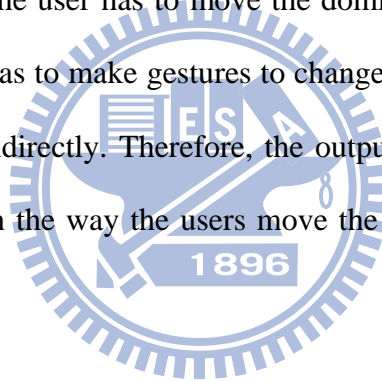 he user has to move the domi
as to make gestures to change
directly. Therefore, the outpu
E S A
n the way the users move the
1896